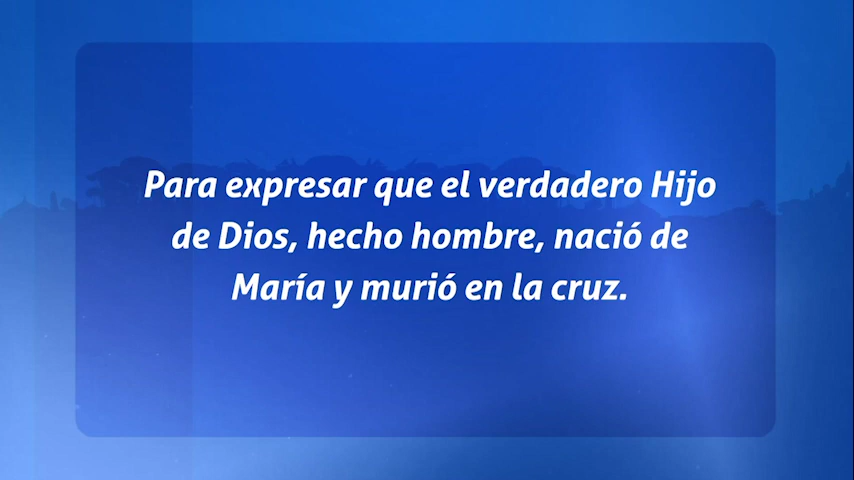 Para expresar que el verdadero Hijo
de Dios, hecho hombre, nació de
María y murió en la cruz.